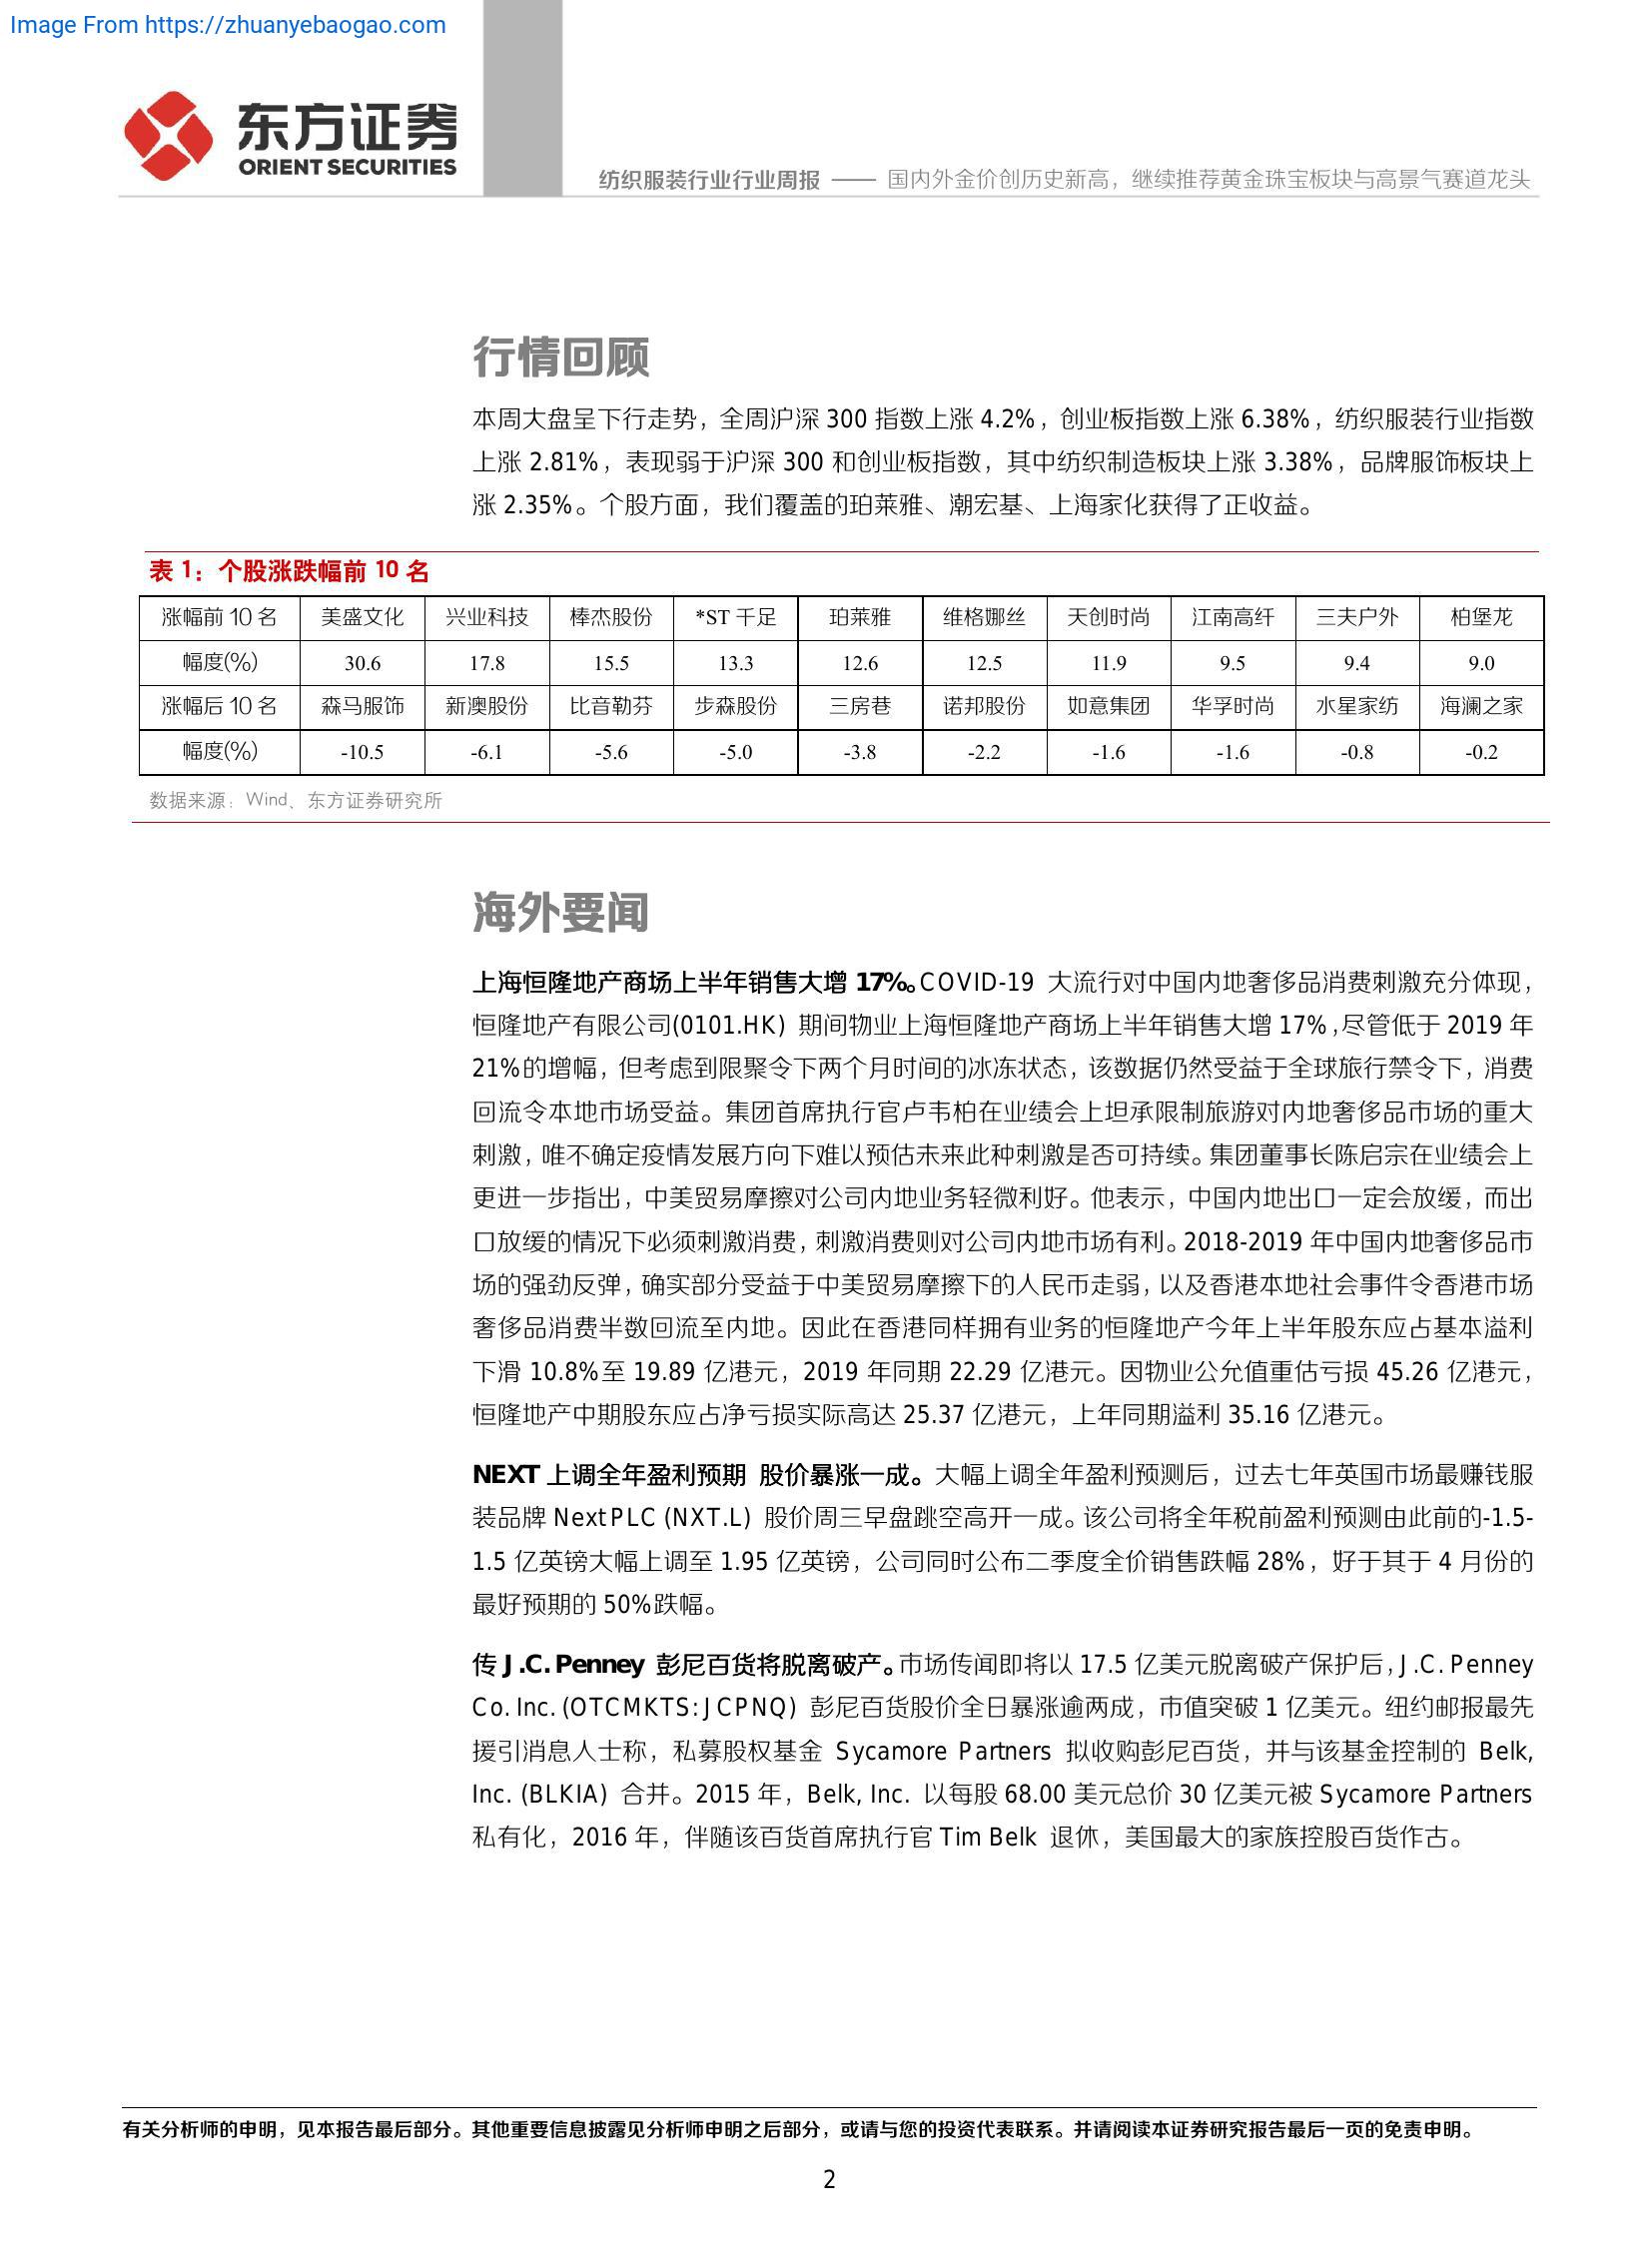 Image From https://zhuanyebaogao.com
东方证券
ORIENT SECURITIES
纺织服装行业行业周报 —— 国内外金价创历史新高，继续推荐黄金珠宝板块与高景气赛道龙头
行情回顾
本周大盘呈下行走势，全周沪深 300 指数上涨 4.2%，创业板指数上涨 6.38%，纺织服装行业指数
上涨 2.81%，表现弱于沪深 300 和创业板指数，其中纺织制造板块上涨 3.38%，品牌服饰板块上
涨 2.35%。个股方面，我们覆盖的珀莱雅、潮宏基、上海家化获得了正收益。
表 1：个股涨跌幅前 10 名
涨幅前 10 名 美盛文化 兴业科技 棒杰股份 *ST 千足 珀莱雅 维格娜丝 天创时尚 江南高纤 三夫户外 柏堡龙
幅度(%) 30.6 17.8 15.5 13.3 12.6 12.5 11.9 9.5 9.4 9.0
涨幅后 10 名 森马服饰 新澳股份 比音勒芬 步森股份 三房巷 诺邦股份 如意集团 华孚时尚 水星家纺 海澜之家
幅度(%) -10.5 -6.1 -5.6 -5.0 -3.8 -2.2 -1.6 -1.6 -0.8 -0.2
数据来源：Wind、东方证券研究所
海外要闻
上海恒隆地产商场上半年销售大增 17%。COVID-19 大流行对中国内地奢侈品消费刺激充分体现，
恒隆地产有限公司(0101.HK) 期间物业上海恒隆地产商场上半年销售大增 17%，尽管低于 2019 年
21%的增幅，但考虑到限聚令下两个月时间的冰冻状态，该数据仍然受益于全球旅行禁令下，消费
回流令本地市场受益。集团首席执行官卢韦柏在业绩会上坦承限制旅游对内地奢侈品市场的重大
刺激，唯不确定疫情发展方向下难以预估未来此种刺激是否可持续。集团董事长陈启宗在业绩会上
更进一步指出，中美贸易摩擦对公司内地业务轻微利好。他表示，中国内地出口一定会放缓，而出
口放缓的情况下必须刺激消费，刺激消费则对公司内地市场有利。2018-2019 年中国内地奢侈品市
场的强劲反弹，确实部分受益于中美贸易摩擦下的人民币走弱，以及香港本地社会事件令香港市场
奢侈品消费半数回流至内地。因此在香港同样拥有业务的恒隆地产今年上半年股东应占基本溢利
下滑 10.8%至 19.89 亿港元，2019 年同期 22.29 亿港元。因物业公允值重估亏损 45.26 亿港元，
恒隆地产中期股东应占净亏损实际高达 25.37 亿港元，上年同期溢利 35.16 亿港元。
NEXT 上调全年盈利预期 股价暴涨一成。大幅上调全年盈利预测后，过去七年英国市场最赚钱服
装品牌 Next PLC (NXT.L) 股价周三早盘跳空高开一成。该公司将全年税前盈利预测由此前的-1.5-
1.5 亿英镑大幅上调至 1.95 亿英镑，公司同时公布二季度全价销售跌幅 28%，好于其于 4 月份的
最好预期的 50%跌幅。
传 J.C. Penney 彭尼百货将脱离破产。市场传闻即将以 17.5 亿美元脱离破产保护后，J.C. Penney
Co. Inc. (OTCMKTS:JCPNQ) 彭尼百货股价全日暴涨逾两成，市值突破 1 亿美元。纽约邮报最先
援引消息人士称，私募股权基金 Sycamore Partners 拟收购彭尼百货，并与该基金控制的 Belk,
Inc. (BLKIA) 合并。2015 年，Belk, Inc. 以每股 68.00 美元总价 30 亿美元被 Sycamore Partners
私有化，2016 年，伴随该百货首席执行官 Tim Belk 退休，美国最大的家族控股百货作古。
有关分析师的申明，见本报告最后部分。其他重要信息披露见分析师申明之后部分，或请与您的投资代表联系。并请阅读本证券研究报告最后一页的免责申明。
2